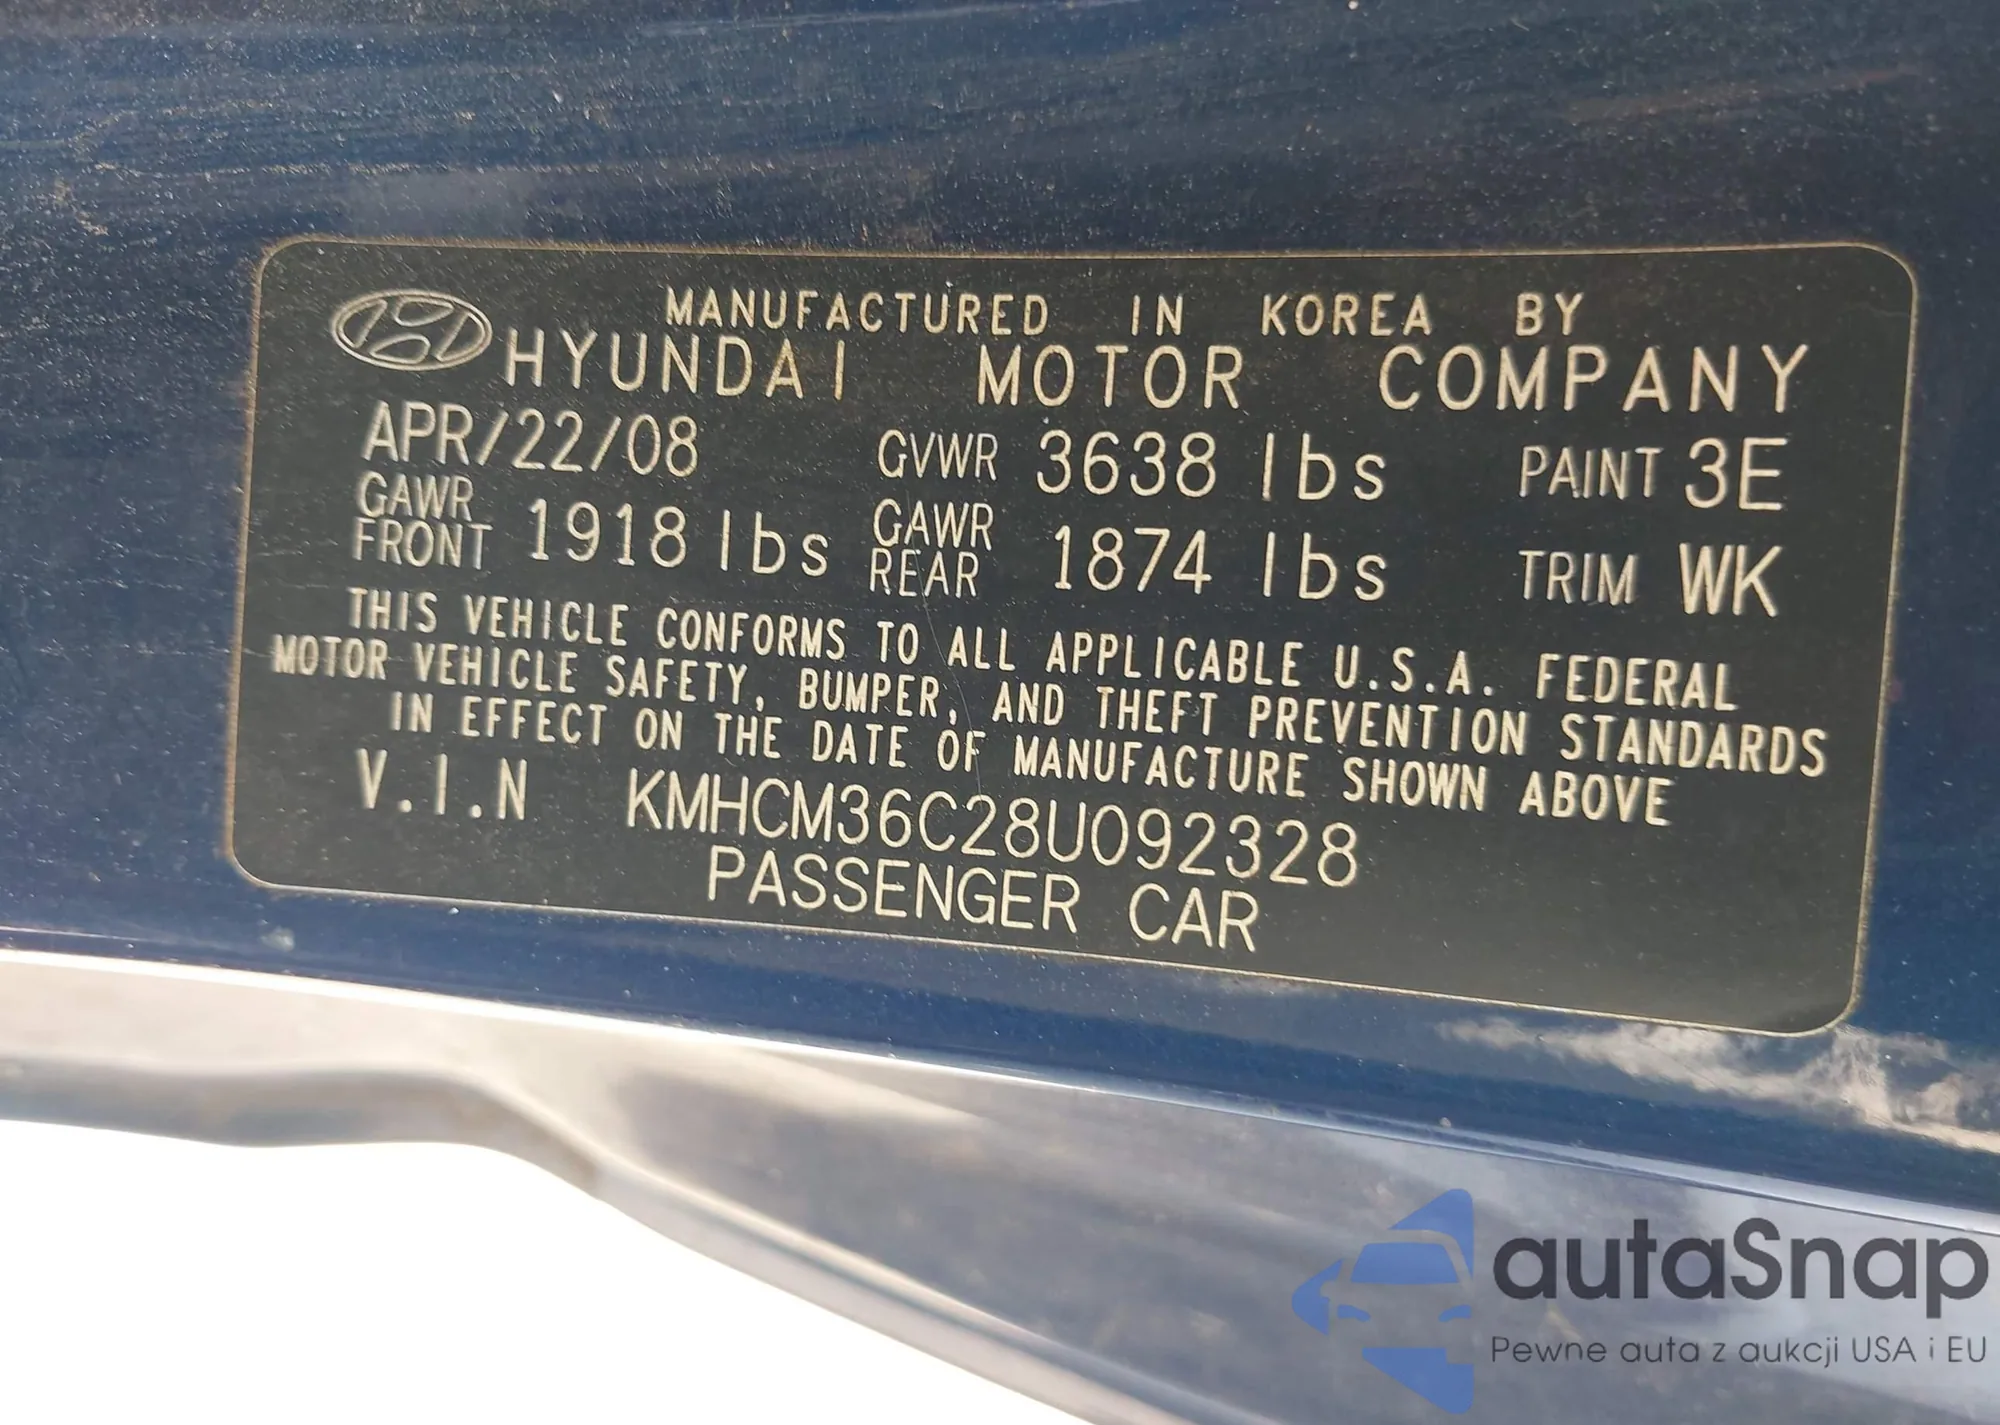 MANUFACTURED IN KOREA BY
HYUNDAI MOTOR COMPANY
APR/22/08 GVWR 3638 lbs PAINT 3E
GAWR FRONT 1918 lbs GAWR REAR 1874 lbs TRIM WK
THIS VEHICLE CONFORMS TO ALL APPLICABLE U.S.A. FEDERAL
MOTOR VEHICLE SAFETY, BUMPER, AND THEFT PREVENTION STANDARDS
IN EFFECT ON THE DATE OF MANUFACTURE SHOWN ABOVE
V.I.N KMHCM36C28U092328
PASSENGER CAR
autaSnap
Pewne auta z aukcji USA i EU